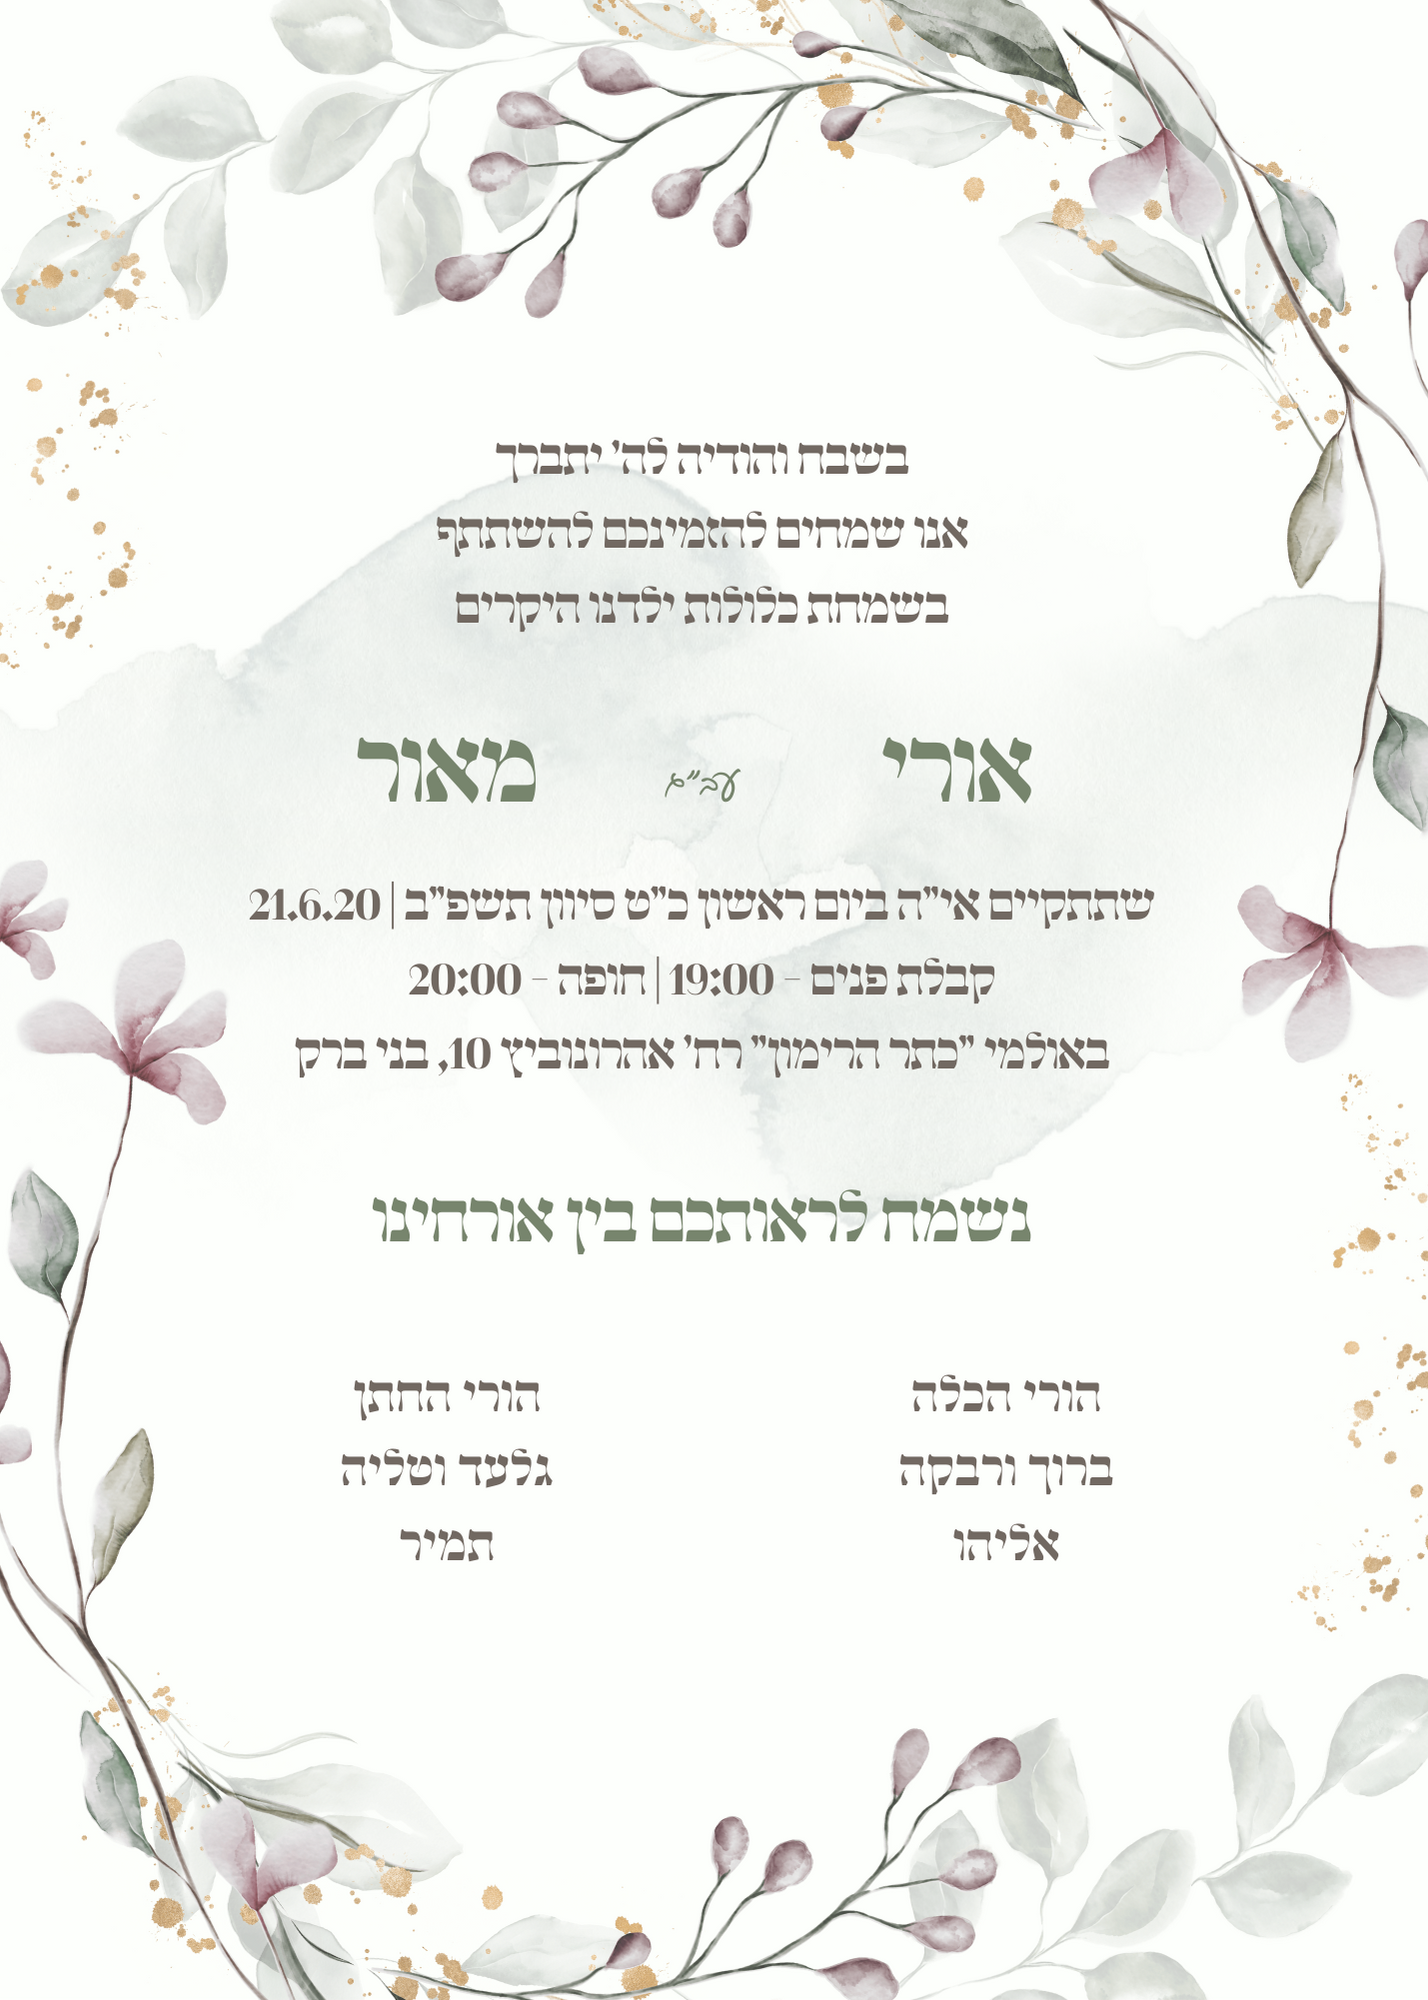 בשבח והודיה לה' יתברך
אנו שמחים להזמינכם להשתתף
בשמחת כלולות ילדנו היקרים
אורי עב"ג מאור
שתתקיים אי"ה ביום ראשון כ"ט סיוון תשפ"ב | 21.6.20
קבלת פנים - 19:00 | חופה - 20:00
באולמי "כתר הרימון" רח' אהרונוביץ 10, בני ברק
נשמח לראותכם בין אורחינו
הורי הכלה
ברוך ורבקה
אליהו
הורי החתן
גלעד וטליה
תמיר